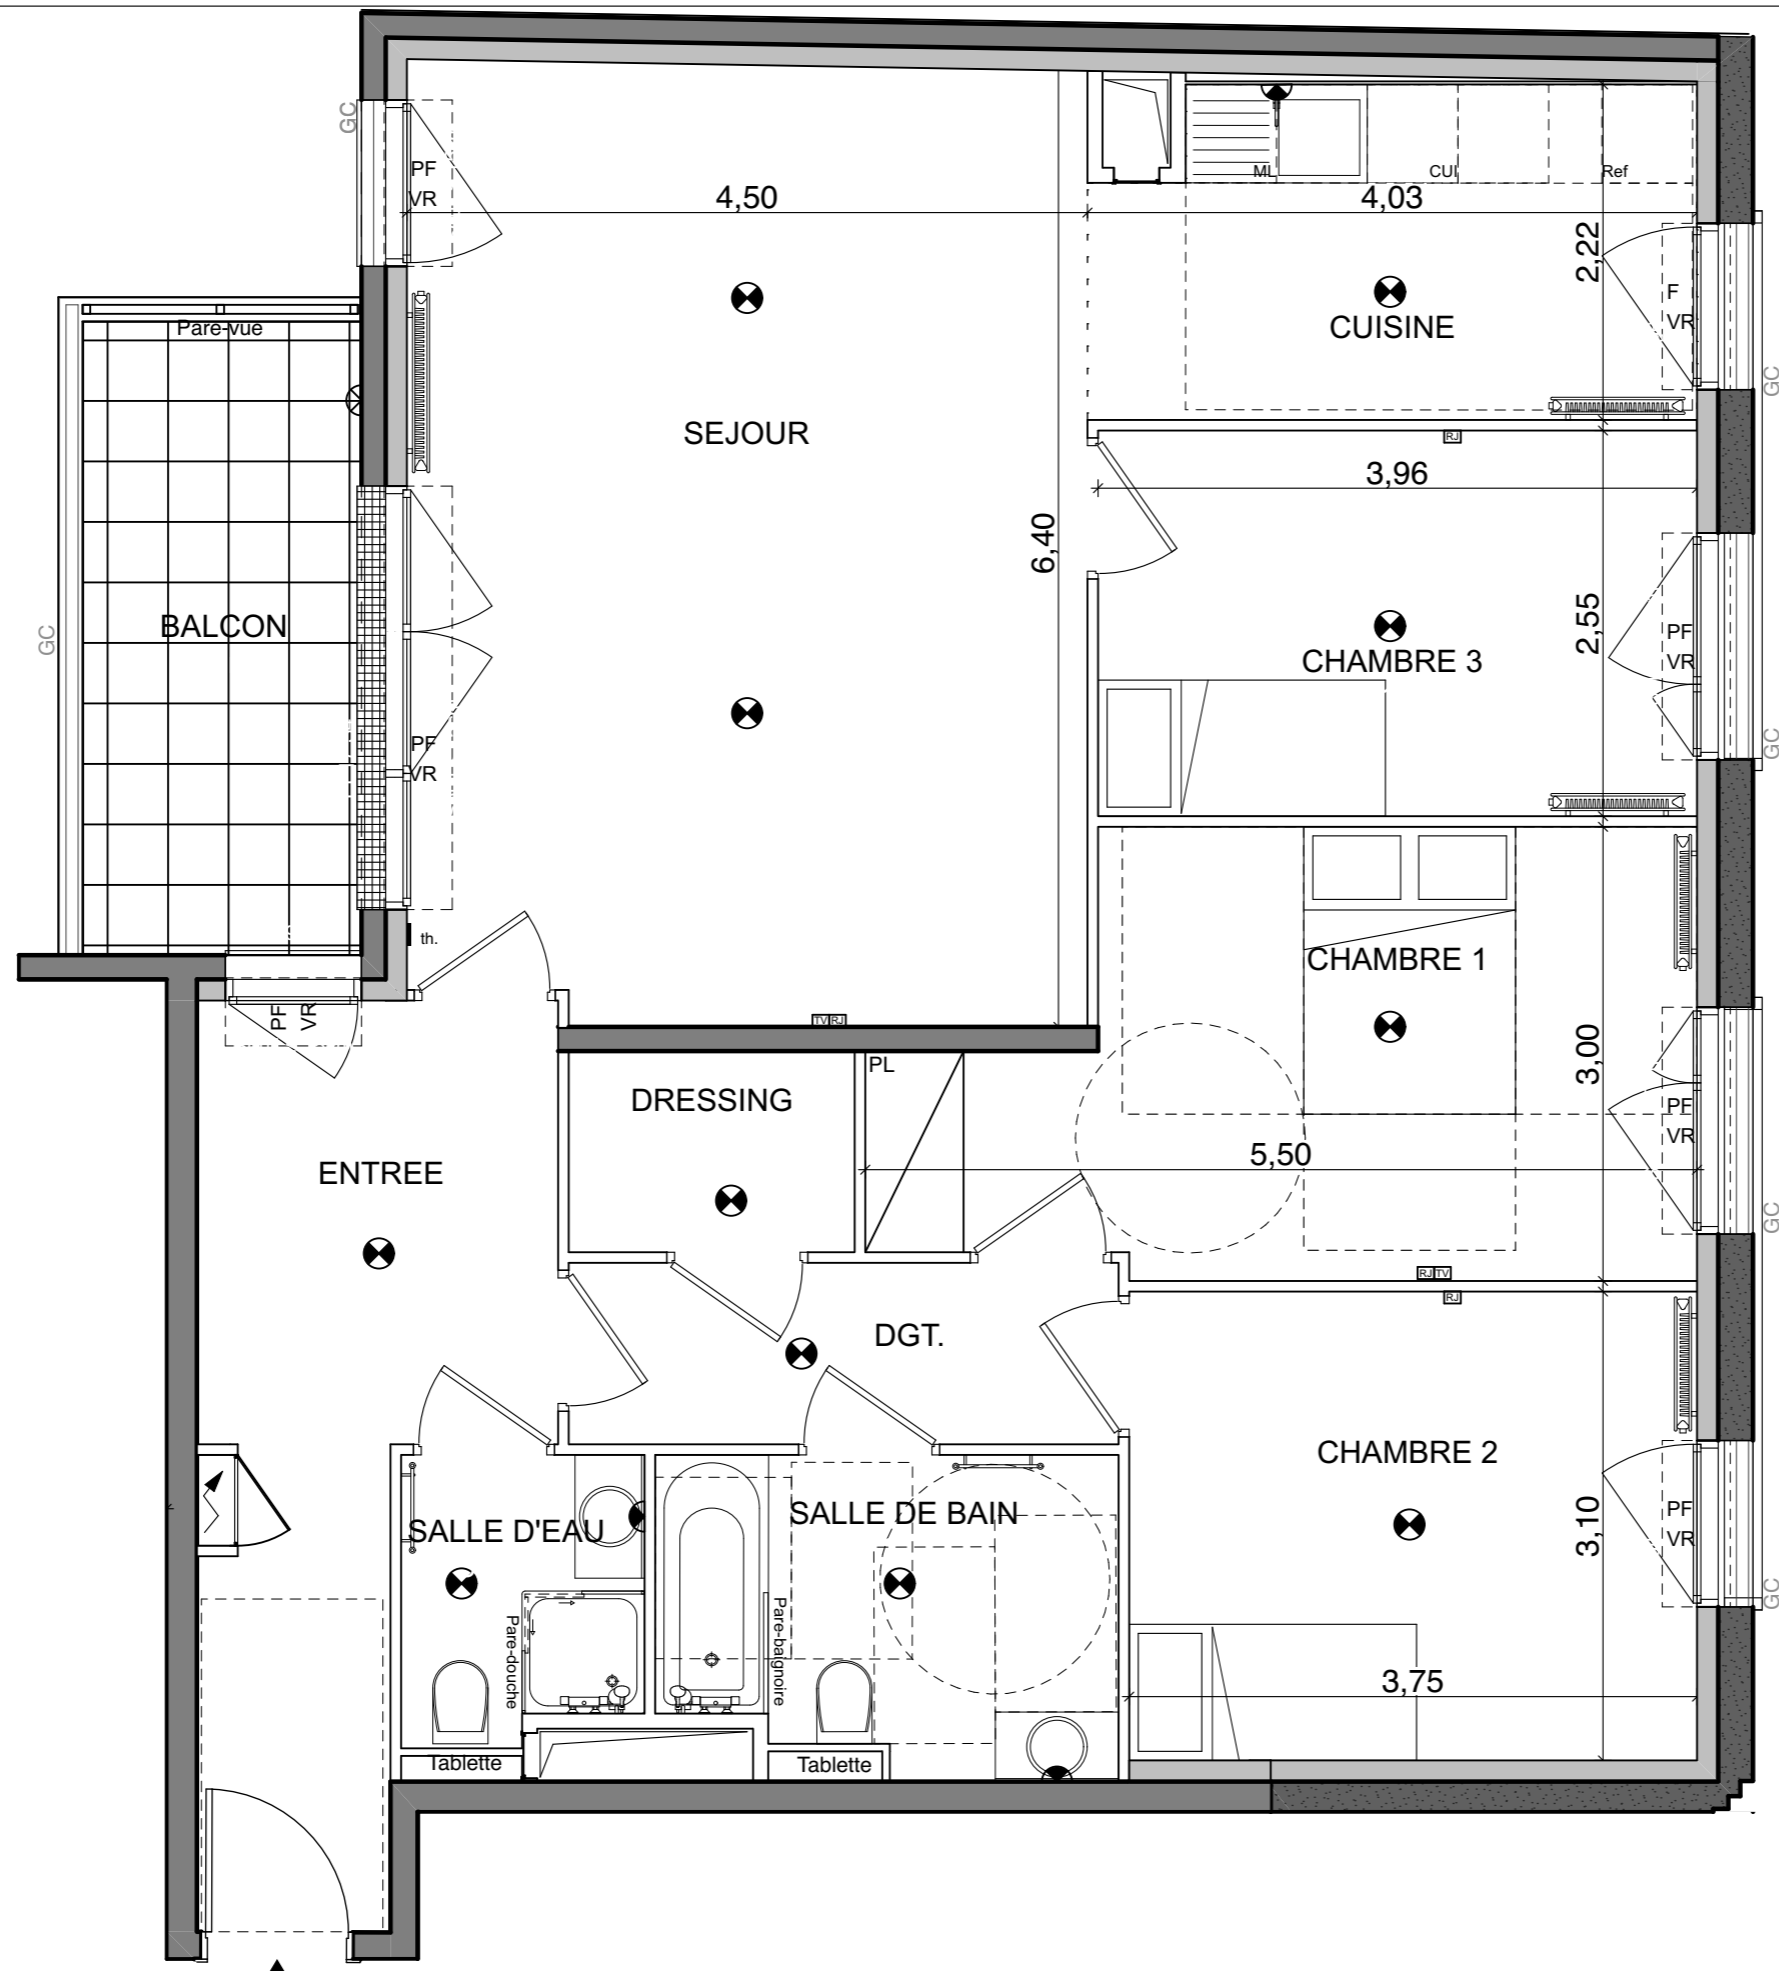 GC
PF
VR
4,50
ML
CUI
Ref
4,03
2,22
F
VR
CUISINE
GC
Pare-vue
SEJOUR
RJ
3,96
6,40
BALCON
GC
2,55
PF
VR
CHAMBRE 3
GC
PF
VR
th.
CHAMBRE 1
PF
VR
TV RJ
PL
3,00
DRESSING
PF
VR
5,50
ENTREE
GC
RJ TV
RJ
DGT.
CHAMBRE 2
SALLE D'EAU
SALLE DE BAIN
3,10
PF
VR
GC
Pare-douche
Pare-baignoire
3,75
Tablette
Tablette